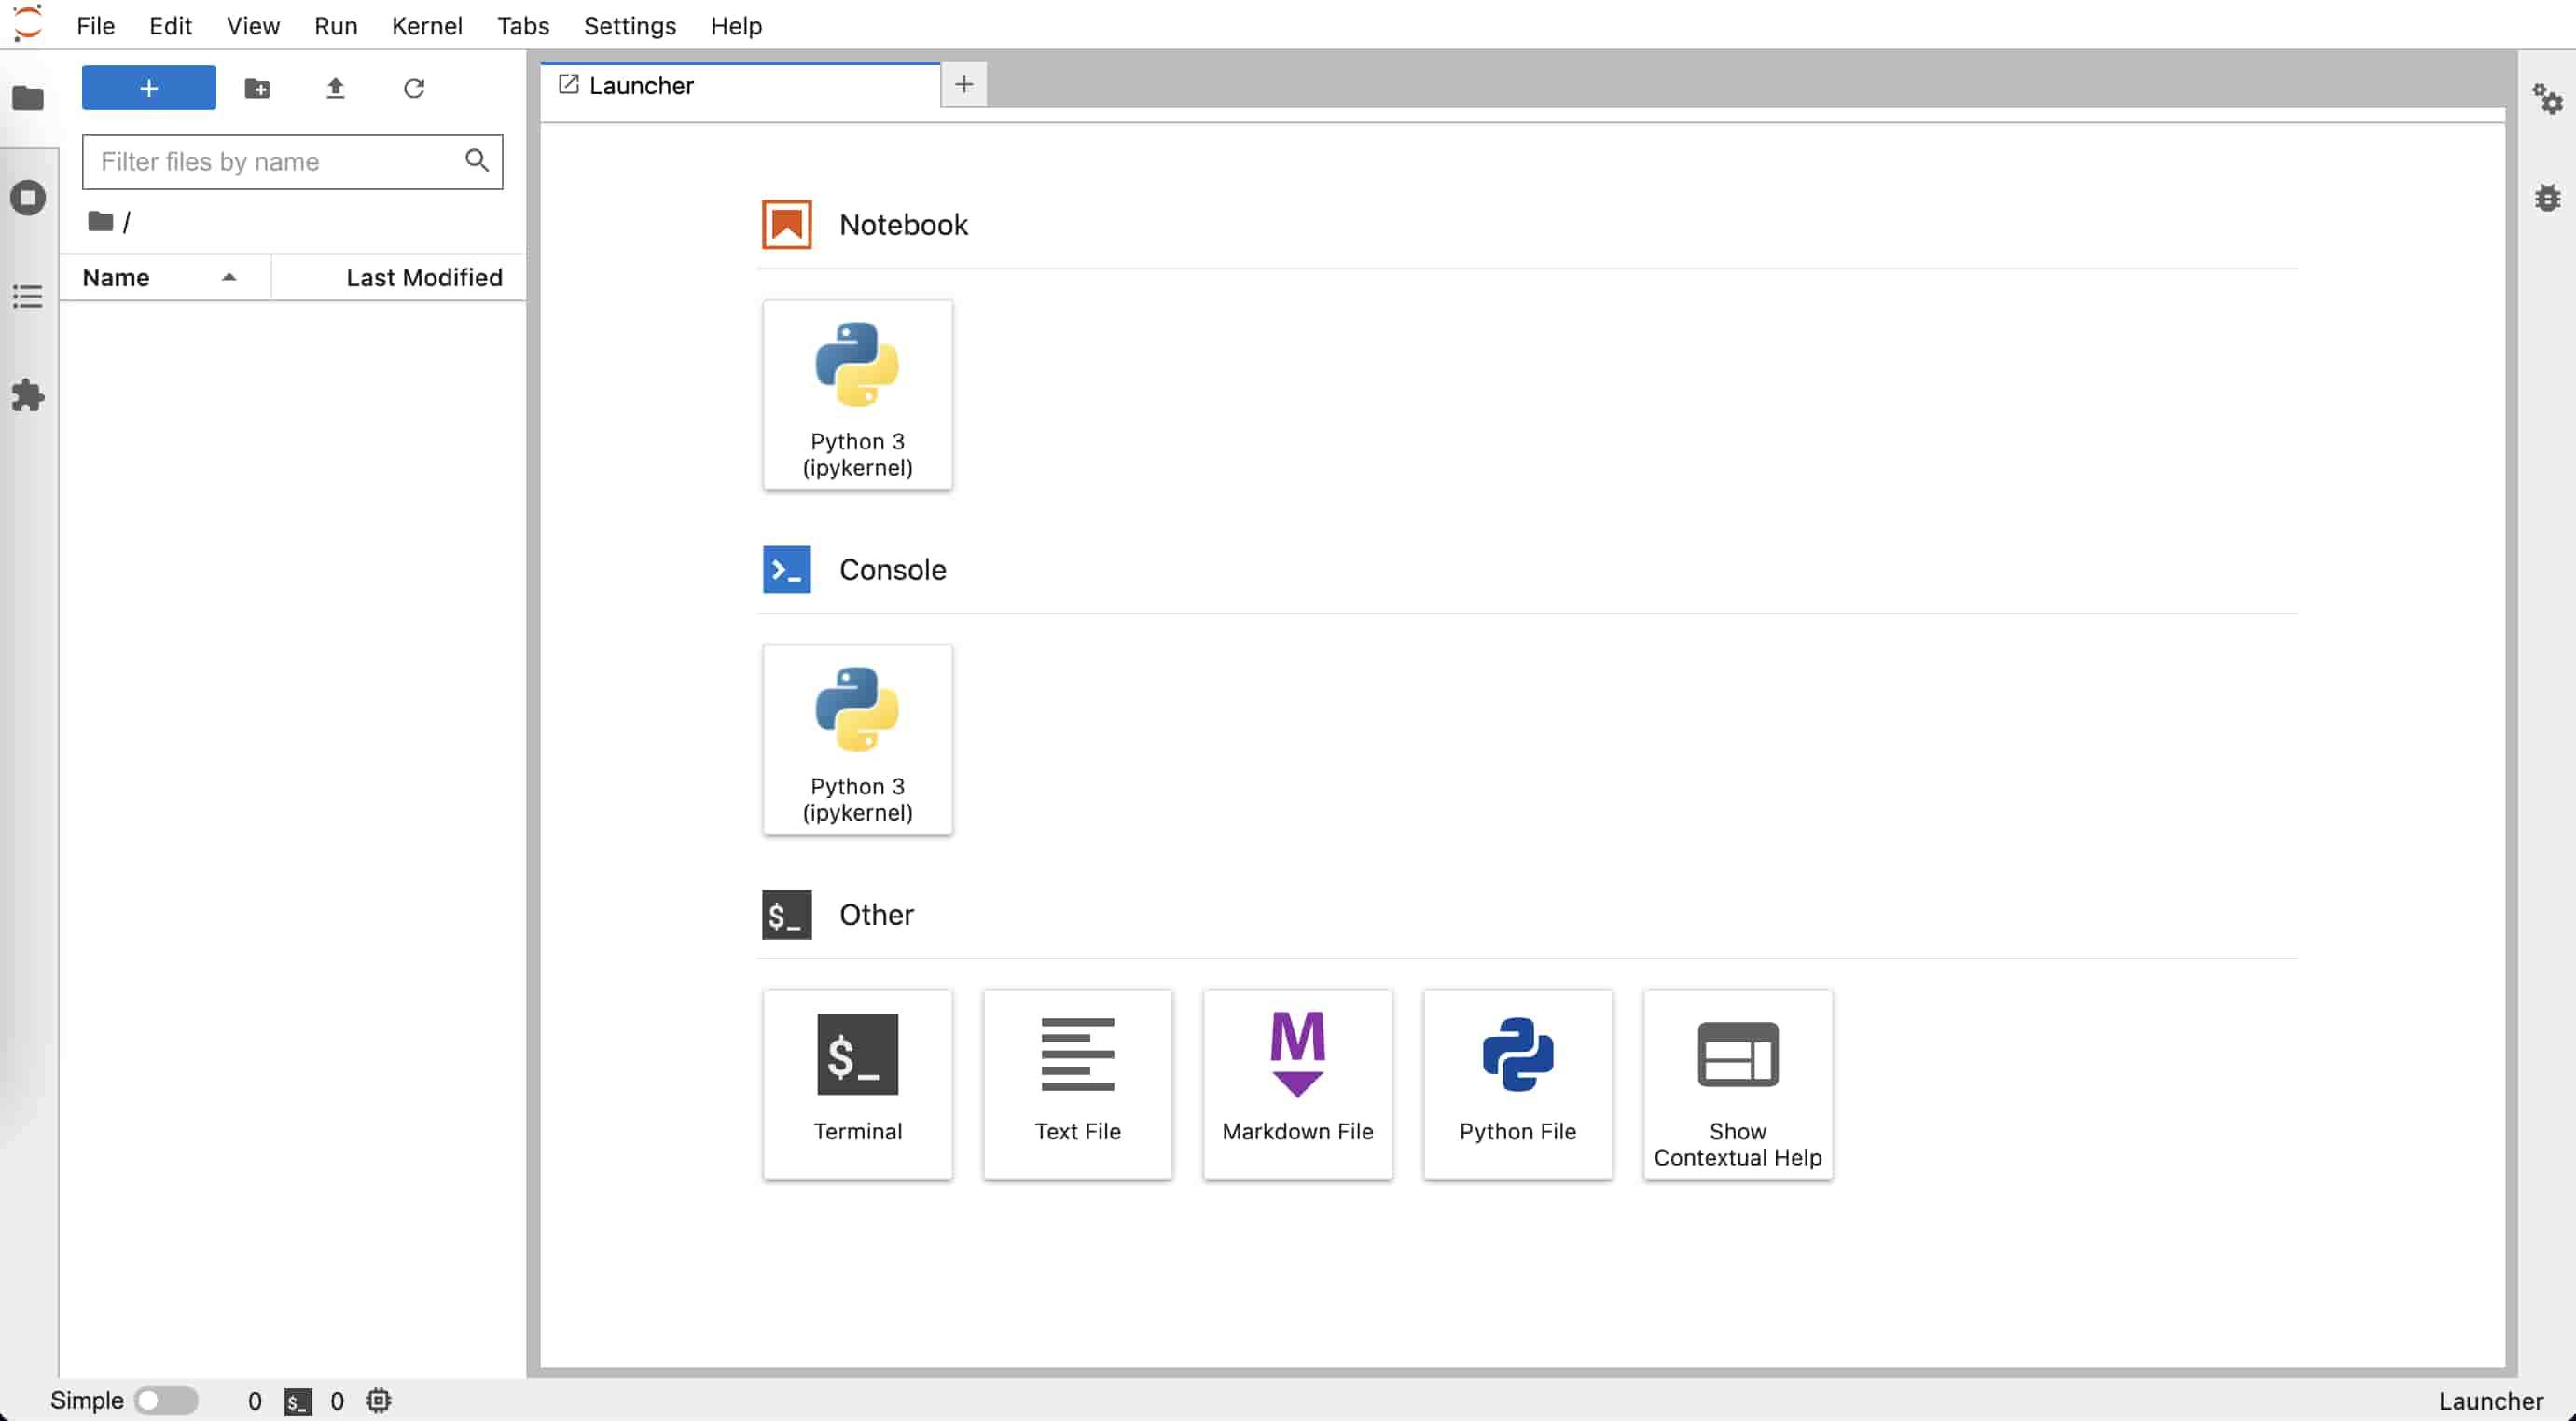 File Edit View Run Kernel Tabs Settings Help
+
Launcher +
Filter files by name
/
Name Last Modified
Notebook
Python 3
(ipykernel)
>_ Console
Python 3
(ipykernel)
$_ Other
$_
Terminal
Text File
M
Markdown File
Python File
Show
Contextual Help
Simple 0 $_ 0 Launcher